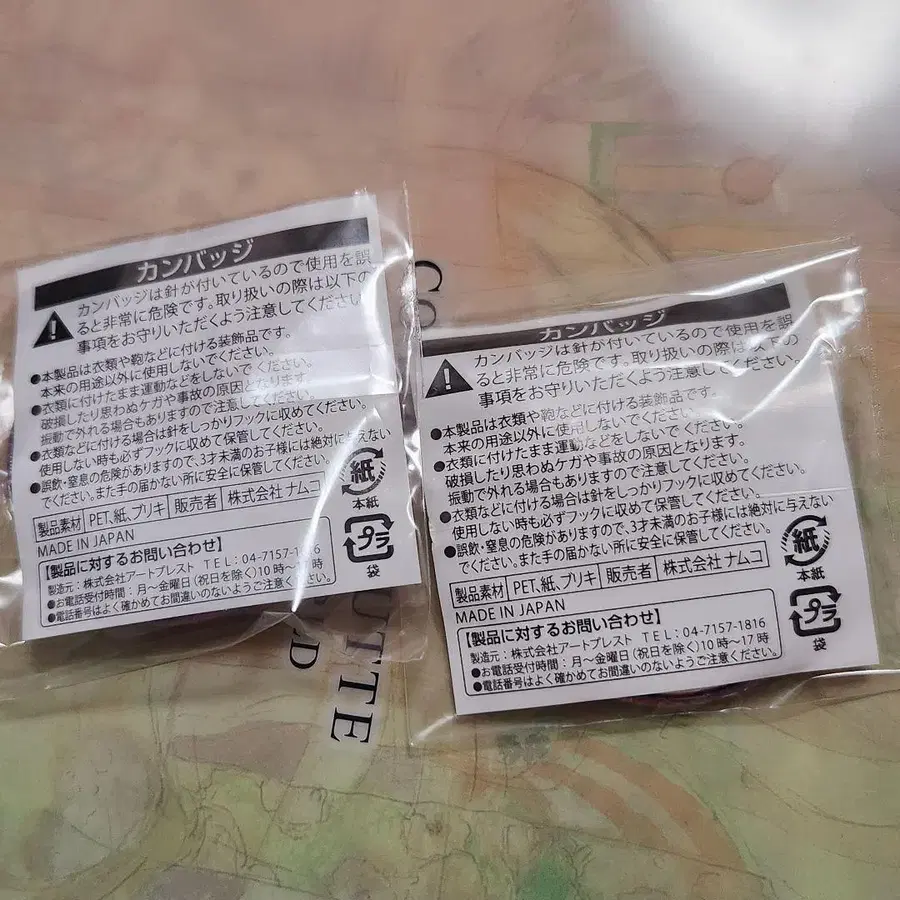 カンバッジ
カンバッジは針が付いているので使用を誤
ると非常に危険です。取り扱いの際は以下の
事項をお守りいただくよう注意してください。
●本製品は衣類や鞄などに付ける装飾品です。
本来の用途以外に使用しないでください。
●衣類に付けたまま運動などをしないでください。
破損したり思わぬケガや事故の原因となります。
振動で外れる場合もありますので注意してください。
●衣類などに付ける場合は針をしっかりフックに収めてください。
使用しない時も必ずフックに収めて保管してください。
●誤飲・窒息の危険がありますので、3才未満のお子様には絶対に与えない
でください。また手の届かない所に安全に保管してください。
製品素材 PET、紙、ブリキ 販売者 株式会社 ナムコ
MADE IN JAPAN
【製品に対するお問い合わせ】 TEL:04-7157-1816
製造元:株式会社アートプレスト
●お電話受付時間:月~金曜日(祝日を除く)10時~17時
●電話番号はよく確かめてお間違いのないようご注意ください。
紙
本紙
プラ
袋
カンバッジ
カンバッジは針が付いているので使用を誤
ると非常に危険です。取り扱いの際は以下の
事項をお守りいただくよう注意してください。
●本製品は衣類や鞄などに付ける装飾品です。
本来の用途以外に使用しないでください。
●衣類に付けたまま運動などをしないでください。
破損したり思わぬケガや事故の原因となります。
振動で外れる場合もありますので注意してください。
●衣類などに付ける場合は針をしっかりフックに収めてください。
使用しない時も必ずフックに収めて保管してください。
●誤飲・窒息の危険がありますので、3才未満のお子様には絶対に与えない
でください。また手の届かない所に安全に保管してください。
製品素材 PET、紙、ブリキ 販売者 株式会社 ナムコ
MADE IN JAPAN
【製品に対するお問い合わせ】
製造元:株式会社アートプレスト TEL:04-7157-1816
●お電話受付時間:月~金曜日(祝日を除く)10時~17時
●電話番号はよく確かめてお間違いのないようご注意ください。
紙
本紙
プラ
袋
CO
UTTE
LD